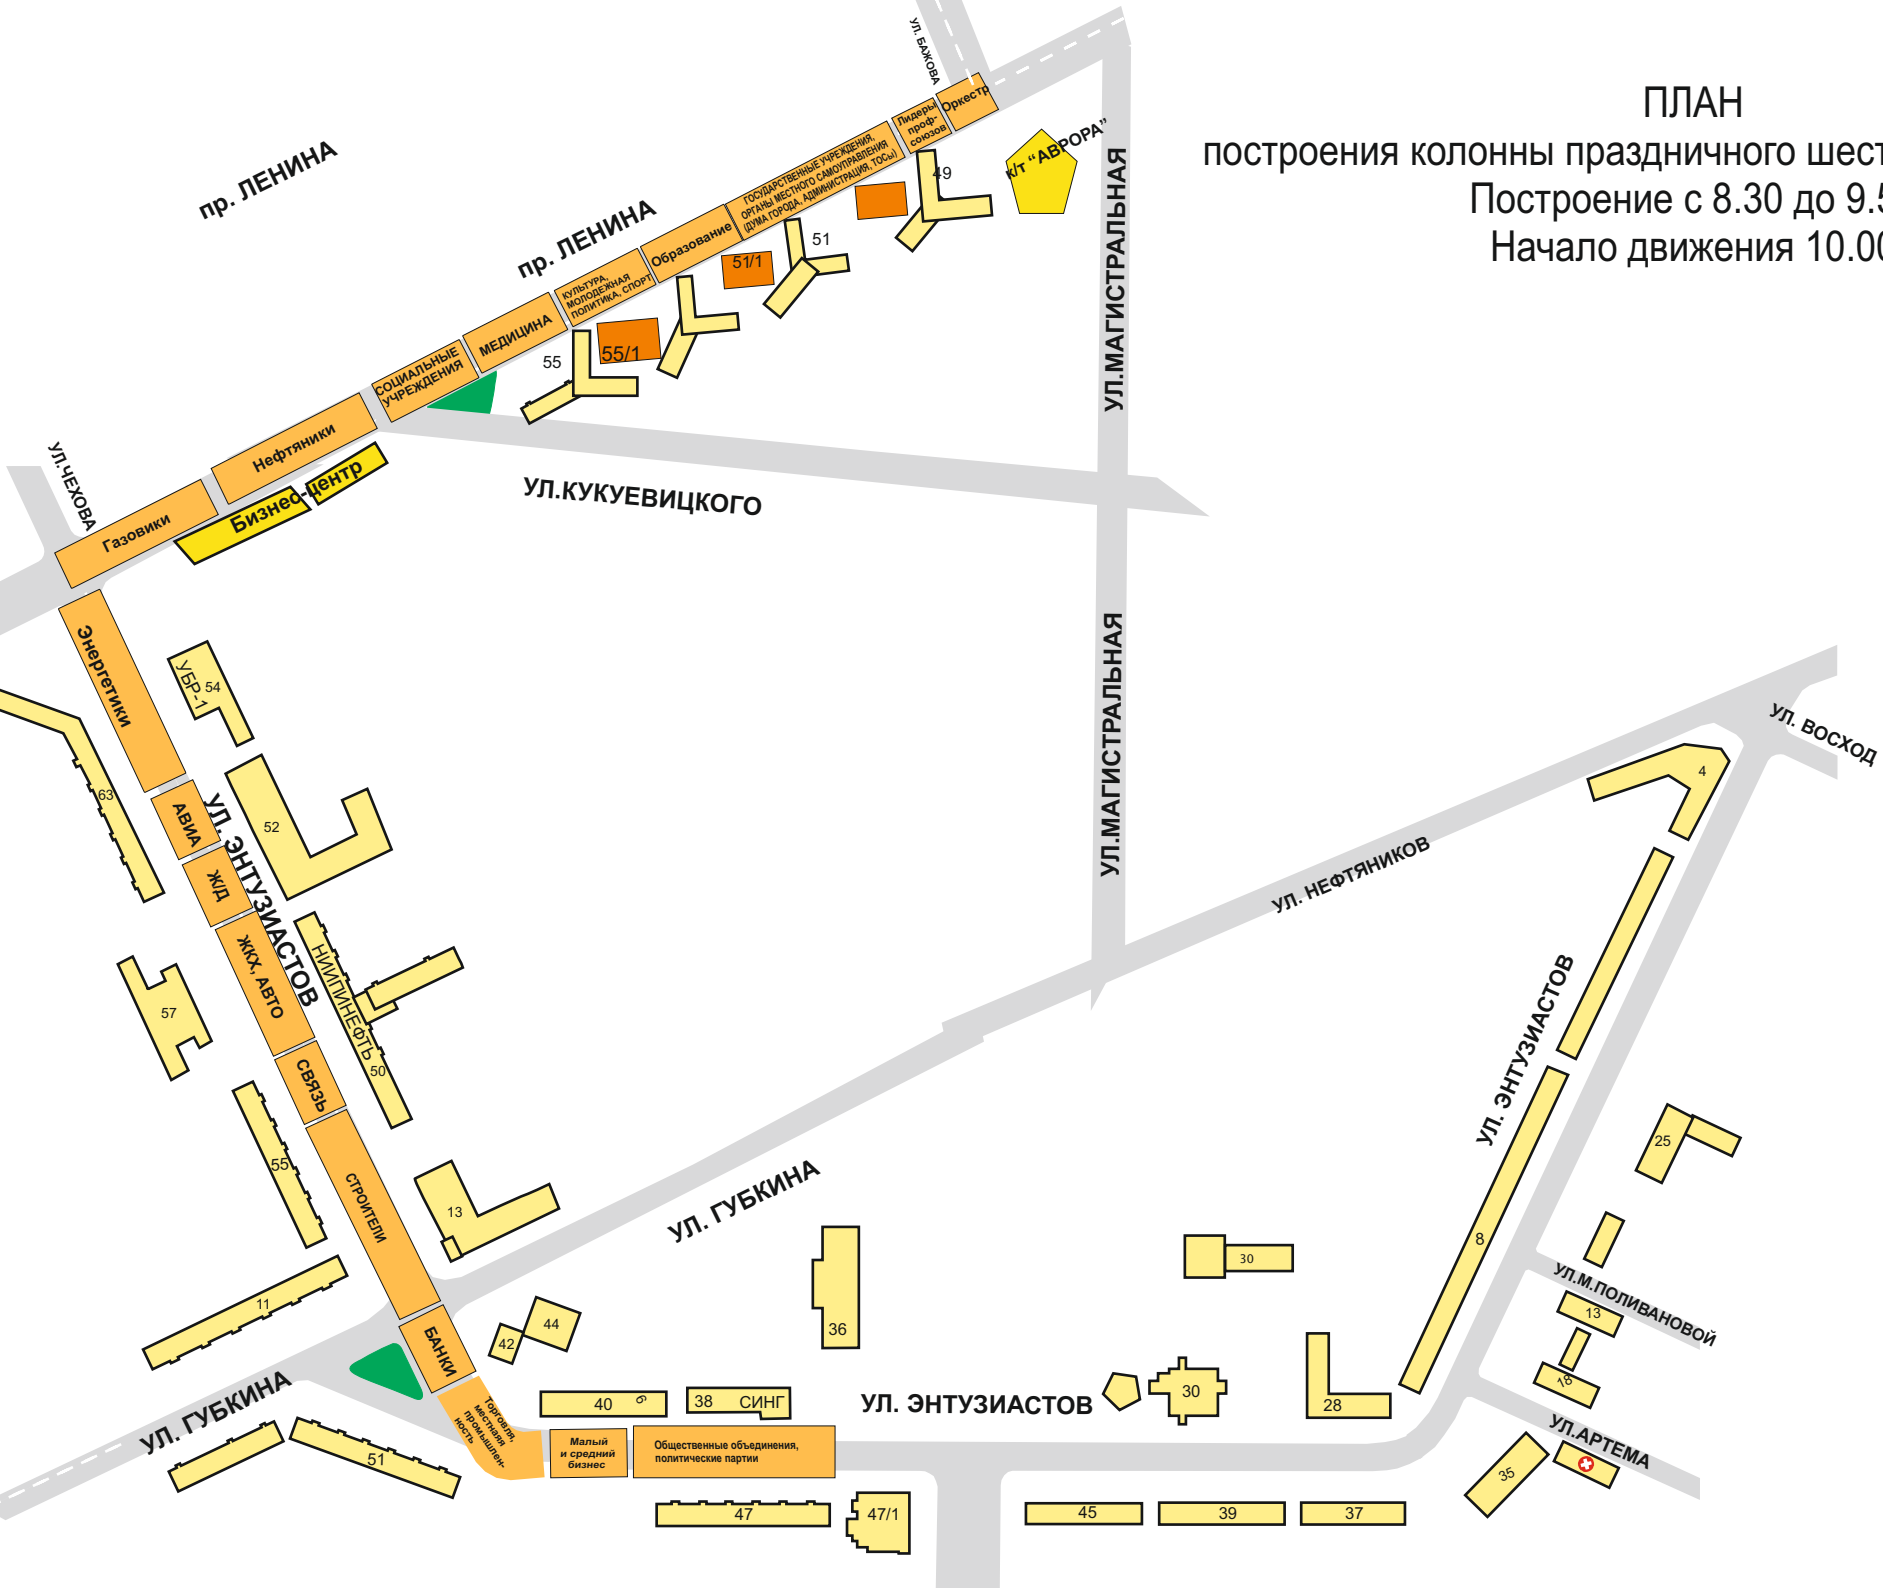 ПЛАН
построения колонны праздничного шест
Построение с 8.30 до 9.5
Начало движения 10.00
УЛ. БАЖОВА
Оркестр
Лидеры
проф-
союзов
к/т “АВРОРА”
49
ГОСУДАРСТВЕННЫЕ УЧРЕЖДЕНИЯ,
ОРГАНЫ МЕСТНОГО САМОУПРАВЛЕНИЯ
(ДУМА ГОРОДА, АДМИНИСТРАЦИЯ, ТОСы)
пр. ЛЕНИНА
пр. ЛЕНИНА
51
51/1
Образование
КУЛЬТУРА,
МОЛОДЕЖНАЯ
ПОЛИТИКА, СПОРТ
МЕДИЦИНА
55
55/1
СОЦИАЛЬНЫЕ
УЧРЕЖДЕНИЯ
Нефтяники
Бизнес-центр
Газовики
УЛ.ЧЕХОВА
УЛ.КУКУЕВИЦКОГО
УЛ.МАГИСТРАЛЬНАЯ
УЛ.МАГИСТРАЛЬНАЯ
Энергетики
УБР-1
54
63
АВИА
52
УЛ. ЭНТУЗИАСТОВ
Ж/Д
ЖКХ, АВТО
НИИПИНЕФТЬ
50
57
СВЯЗЬ
55
СТРОИТЕЛИ
13
11
БАНКИ
42
44
УЛ. ГУБКИНА
УЛ. ГУБКИНА
51
Торговля,
местная
промышлен-
ность
40
6
38
СИНГ
Малый
и средний
бизнес
Общественные объединения,
политические партии
47
47/1
36
УЛ. ЭНТУЗИАСТОВ
30
30
28
45
39
37
35
УЛ. НЕФТЯНИКОВ
УЛ. ВОСХОД
4
УЛ. ЭНТУЗИАСТОВ
8
25
УЛ.М.ПОЛИВАНОВОЙ
13
18
УЛ.АРТЕМА